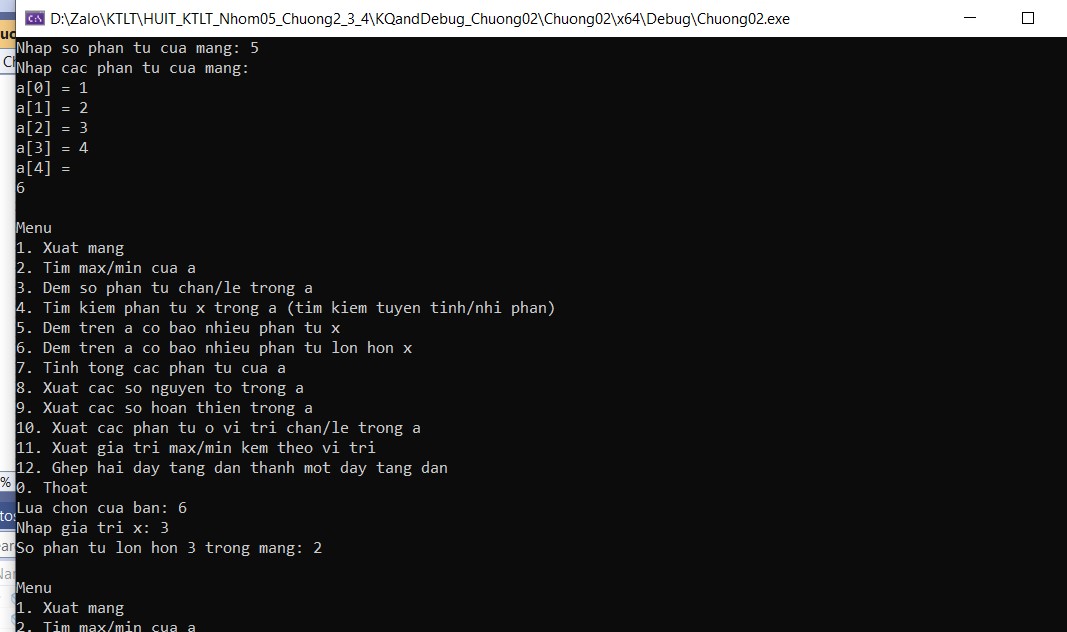 D:\Zalo\KTLT\HUIT_KTLT_Nhom05_Chuong2_3_4\KQandDebug_Chuong02\Chuong02\x64\Debug\Chuong02.exe
Nhap so phan tu cua mang: 5
Nhap cac phan tu cua mang:
a[0] = 1
a[1] = 2
a[2] = 3
a[3] = 4
a[4] =
6
Menu
1. Xuat mang
2. Tim max/min cua a
3. Dem so phan tu chan/le trong a
4. Tim kiem phan tu x trong a (tim kiem tuyen tinh/nhi phan)
5. Dem tren a co bao nhieu phan tu x
6. Dem tren a co bao nhieu phan tu lon hon x
7. Tinh tong cac phan tu cua a
8. Xuat cac so nguyen to trong a
9. Xuat cac so hoan thien trong a
10. Xuat cac phan tu o vi tri chan/le trong a
11. Xuat gia tri max/min kem theo vi tri
12. Ghep hai day tang dan thanh mot day tang dan
0. Thoat
Lua chon cua ban: 6
Nhap gia tri x: 3
So phan tu lon hon 3 trong mang: 2
Menu
1. Xuat mang
2. Tim max/min cua a